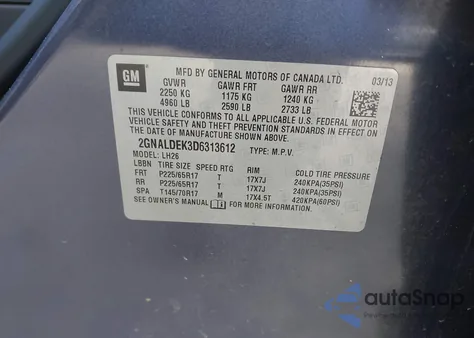 GM
MFD BY GENERAL MOTORS OF CANADA LTD. 03/13
GVWR GAWR FRT GAWR RR
2250 KG 1175 KG 1240 KG
4960 LB 2590 LB 2733 LB
THIS VEHICLE CONFORMS TO ALL APPLICABLE U.S. FEDERAL MOTOR
VEHICLE SAFETY, BUMPER, AND THEFT PREVENTION STANDARDS IN EFFECT ON THE
DATE OF MANUFACTURE SHOWN ABOVE.
2GNALDEK3D6313612 TYPE: M.P.V.
MODEL: LH26
LBBN TIRE SIZE SPEED RTG RIM COLD TIRE PRESSURE
FRT P225/65R17 T 17X7J 240KPA(35PSI)
RR P225/65R17 T 17X7J 240KPA(35PSI)
SPA T145/70R17 M 17X4.5T 420KPA(60PSI)
SEE OWNER'S MANUAL FOR MORE INFORMATION.
autoSnap